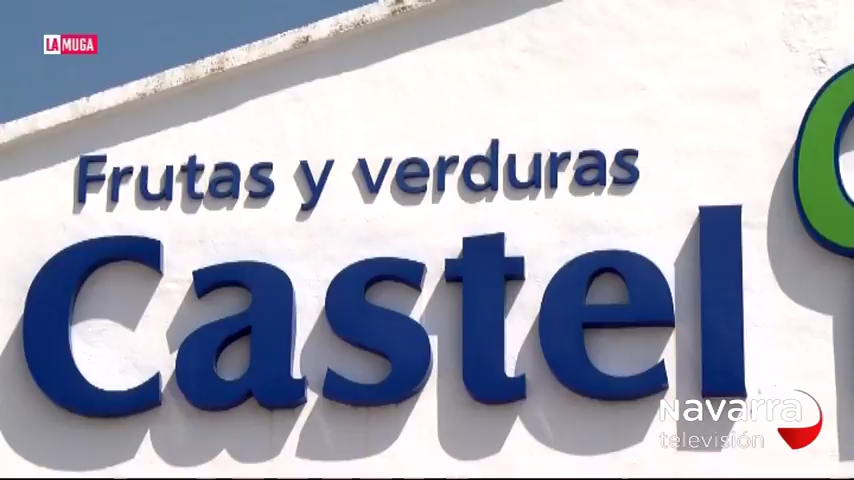 LA MUGA
Frutas y verduras
Castel
Navarra
televisión